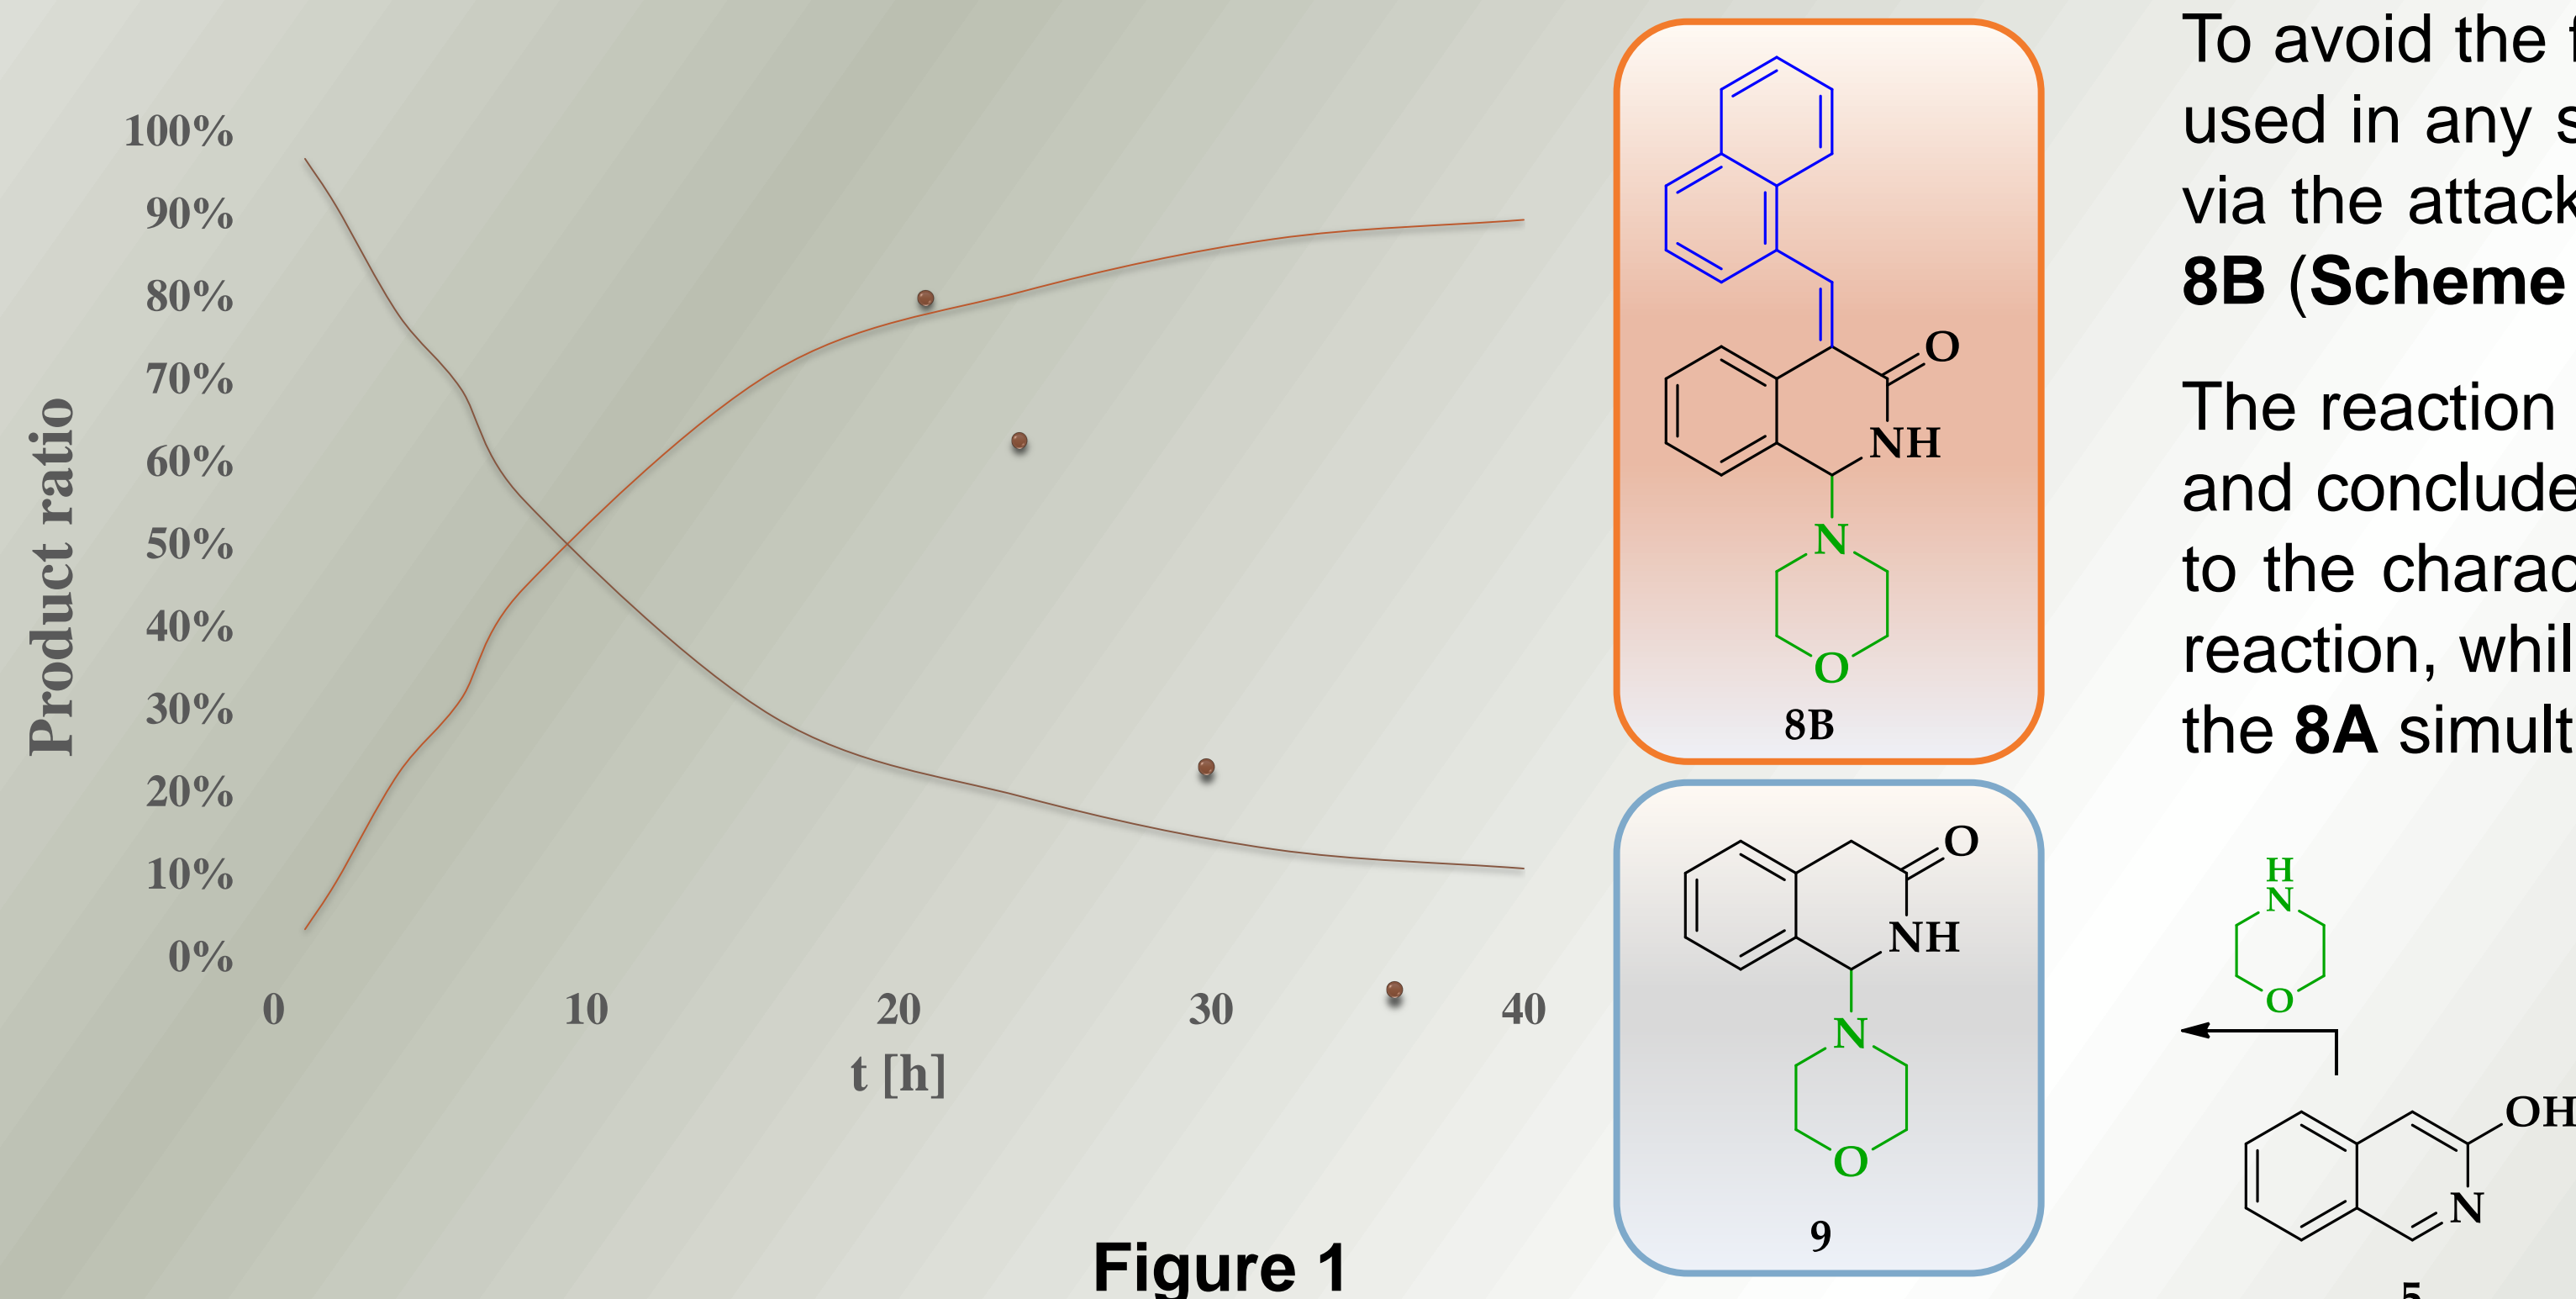 100%
90%
80%
70%
60%
50%
40%
30%
20%
10%
0%
Product ratio
0 10 20 30 40
t [h]
Figure 1
O
NH
N
O
8B
O
NH
N
O
9
To avoid the f
used in any s
via the attack
8B (Scheme
The reaction
and conclude
to the charac
reaction, whil
the 8A simult
H
N
O
OH
N
5